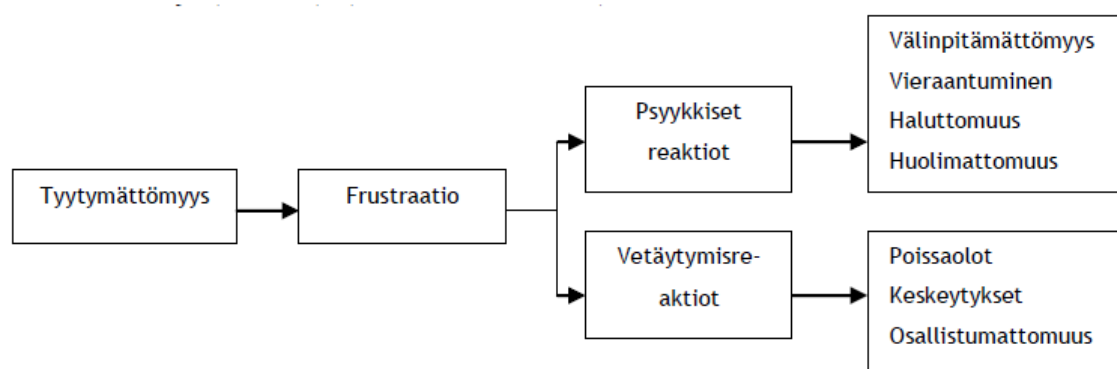 Tyytymättömyys
Frustraatio
Psyykkiset
reaktiot
Välinpitämättömyys
Vieraantuminen
Haluttomuus
Huolimattomuus
Vetäytymisre-
aktiot
Poissaolot
Keskeytykset
Osallistumattomuus